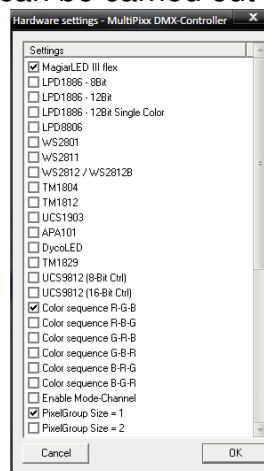 can be carried out
Hardware settings - MultiPixx DMX-Controller X
Settings
MagiarLED III flex
LPD1886 - 8Bit
LPD1886 - 12Bit
LPD1886 - 12Bit Single Color
LPD8806
WS2801
WS2811
WS2812 / WS2812B
TM1804
TM1812
UCS1903
APA101
DycoLED
TM1829
UCS9812 (8-Bit Ctrl)
UCS9812 (16-Bit Ctrl)
Color sequence R-G-B
Color sequence R-B-G
Color sequence G-R-B
Color sequence G-B-R
Color sequence B-R-G
Color sequence B-G-R
Enable Mode-Channel
PixelGroup Size = 1
PixelGroup Size = 2
Cancel OK